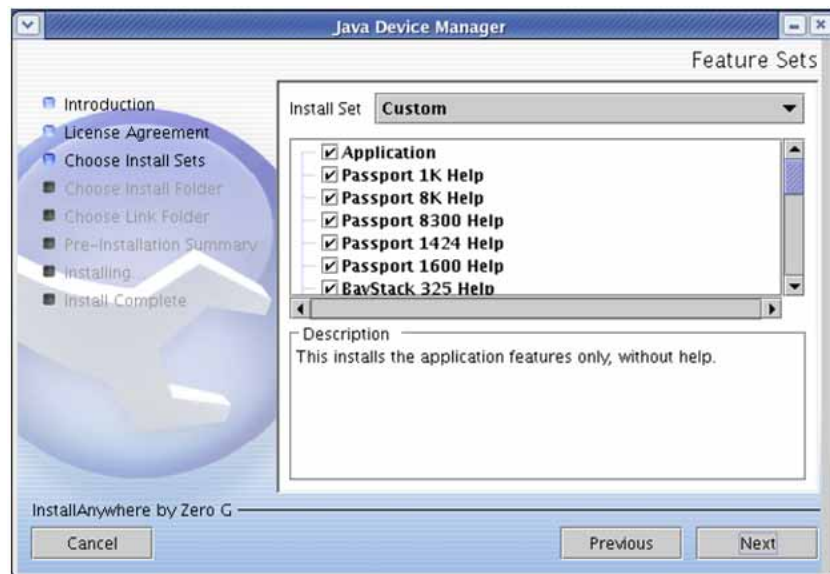 Java Device Manager
Feature Sets
Introduction
License Agreement
Choose Install Sets
Choose Install Folder
Choose Link Folder
Pre-Installation Summary
Installing
Install Complete
Install Set Custom
Application
Passport 1K Help
Passport 8K Help
Passport 8300 Help
Passport 1424 Help
Passport 1600 Help
BayStack 325 Help
Description
This installs the application features only, without help.
InstallAnywhere by Zero G
Cancel Previous Next